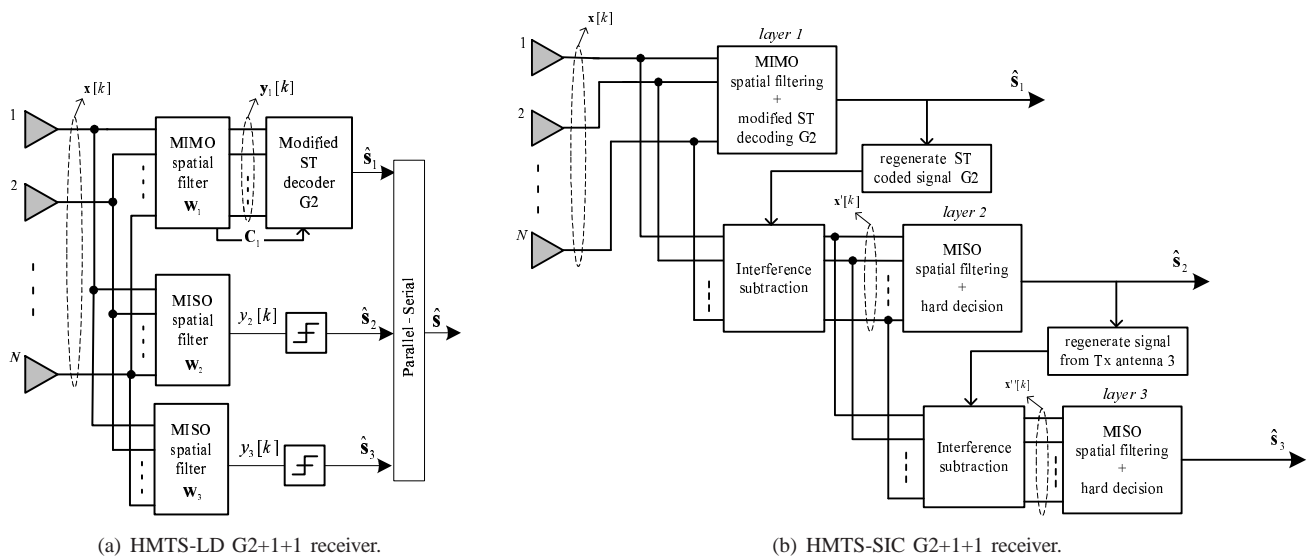 x[k]
y₁[k]
1
2
N
MIMO
spatial
filter
W₁
Modified
ST
decoder
G2
C₁
ŝ₁
MISO
spatial
filter
W₂
y₂[k]
ŝ₂
MISO
spatial
filter
W₃
y₃[k]
ŝ₃
Parallel - Serial
ŝ
(a) HMTS-LD G2+1+1 receiver.
x[k]
1
2
N
layer 1
MIMO
spatial filtering
+
modified ST
decoding G2
ŝ₁
regenerate ST
coded signal G2
Interference
subtraction
x'[k]
layer 2
MISO
spatial filtering
+
hard decision
ŝ₂
regenerate signal
from Tx antenna 3
Interference
subtraction
x''[k]
layer 3
MISO
spatial filtering
+
hard decision
ŝ₃
(b) HMTS-SIC G2+1+1 receiver.